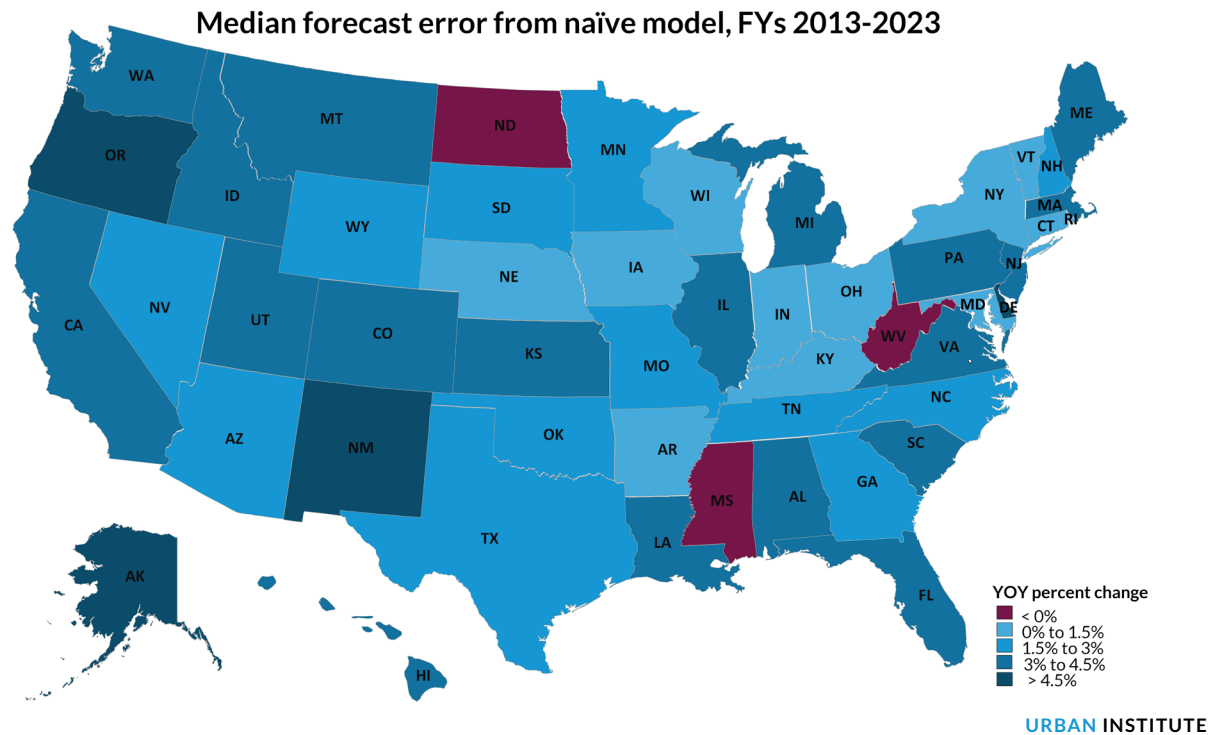 Median forecast error from naïve model, FYs 2013-2023
WA
MT
ND
MN
ME
OR
ID
WY
SD
WI
MI
VT
NH
NY
MA
CT
RI
NV
UT
CO
NE
IA
IL
IN
OH
PA
NJ
MD
DE
CA
KS
MO
KY
WV
VA
AZ
NM
OK
AR
TN
NC
SC
TX
LA
MS
AL
GA
FL
AK
HI
YOY percent change
< 0%
0% to 1.5%
1.5% to 3%
3% to 4.5%
> 4.5%
URBAN INSTITUTE